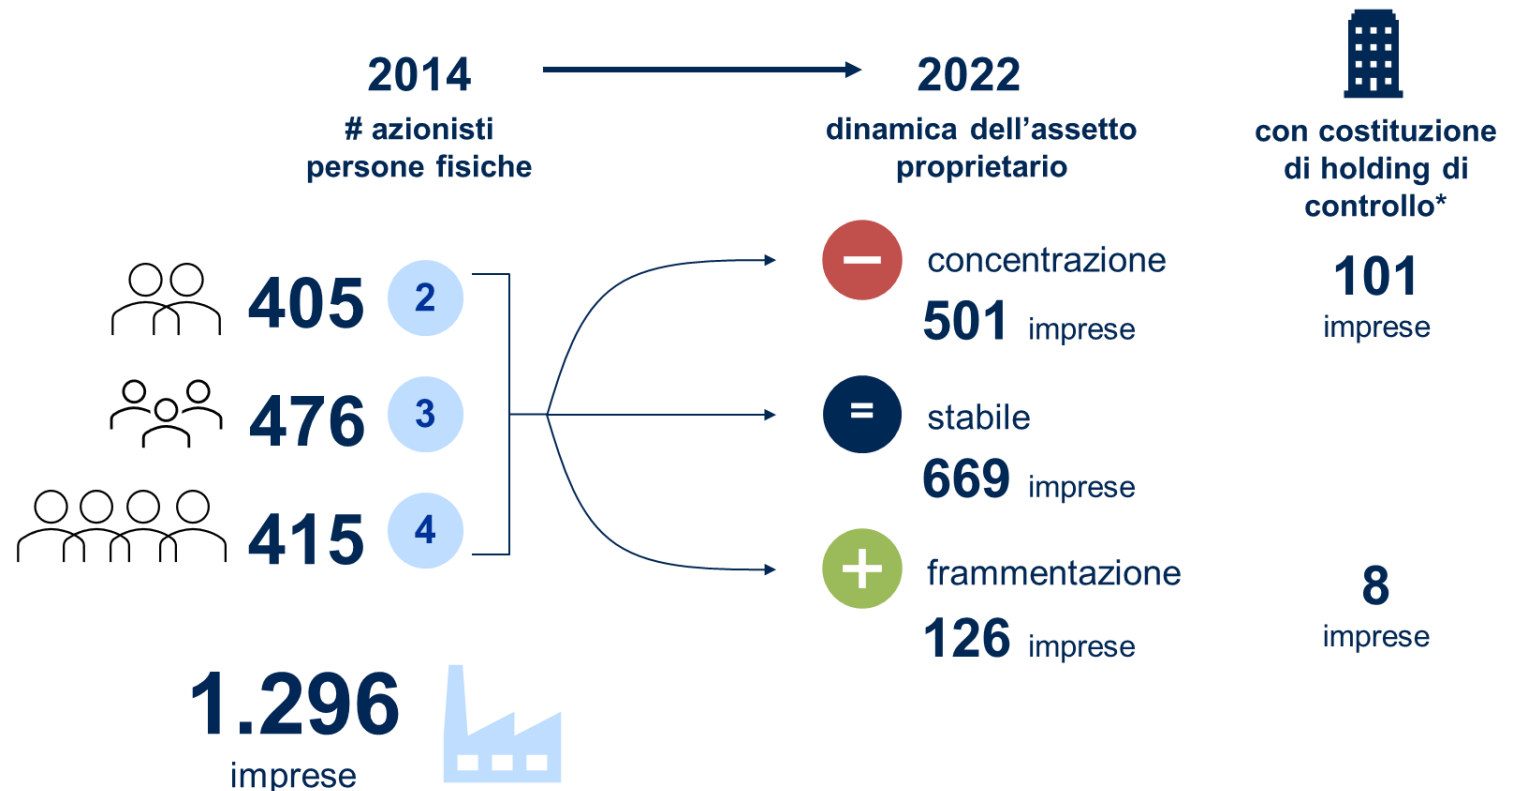 2014
# azionisti
persone fisiche
2022
dinamica dell’assetto
proprietario
con costituzione
di holding di
controllo*
405 2
476 3
415 4
1.296
imprese
concentrazione
501 imprese
101
imprese
=
stabile
669 imprese
frammentazione
126 imprese
8
imprese